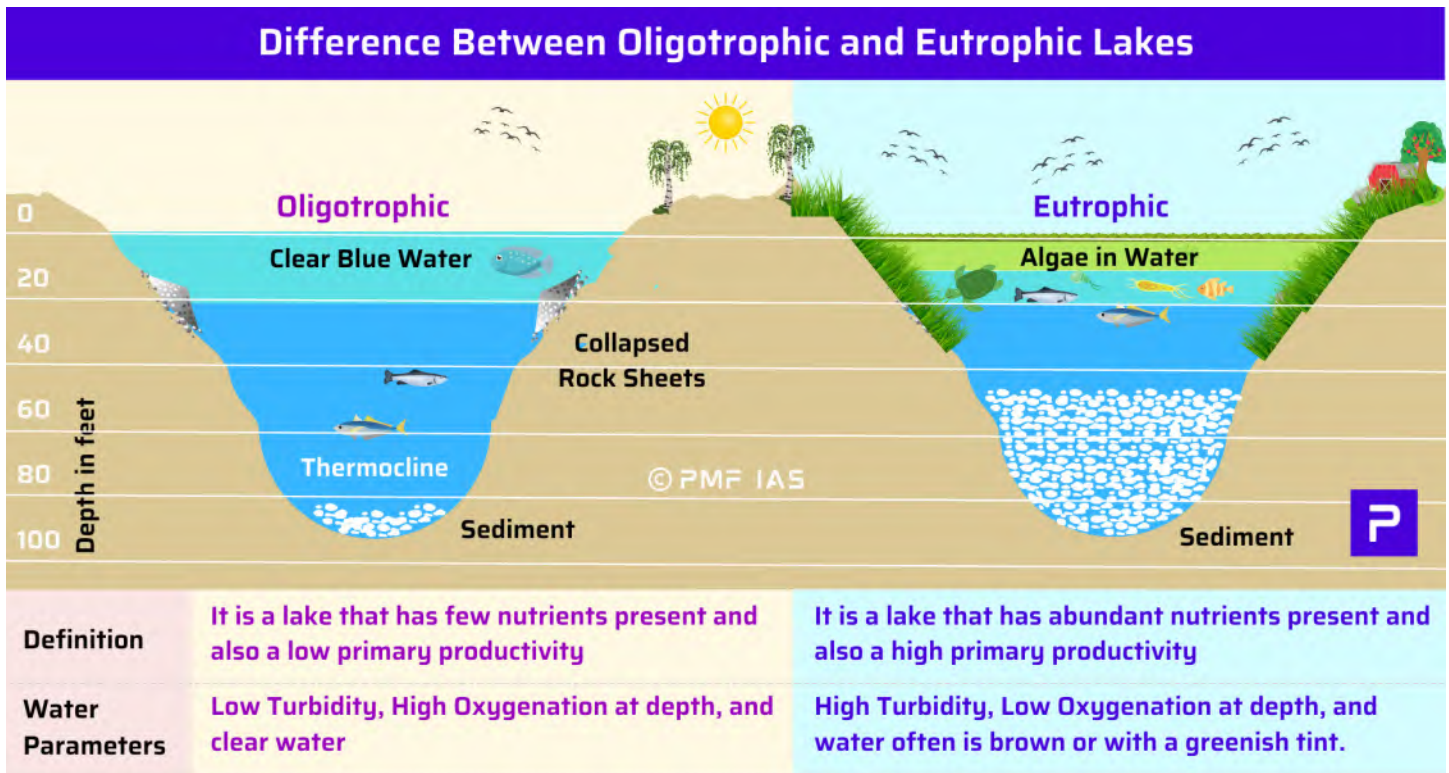 Difference Between Oligotrophic and Eutrophic Lakes
Oligotrophic
Clear Blue Water
Collapsed
Rock Sheets
Thermocline
Sediment
0
20
40
60
80
100
Depth in feet
© PMF IAS
Eutrophic
Algae in Water
Sediment
P
Definition
It is a lake that has few nutrients present and
also a low primary productivity
It is a lake that has abundant nutrients present and
also a high primary productivity
Water
Parameters
Low Turbidity, High Oxygenation at depth, and
clear water
High Turbidity, Low Oxygenation at depth, and
water often is brown or with a greenish tint.